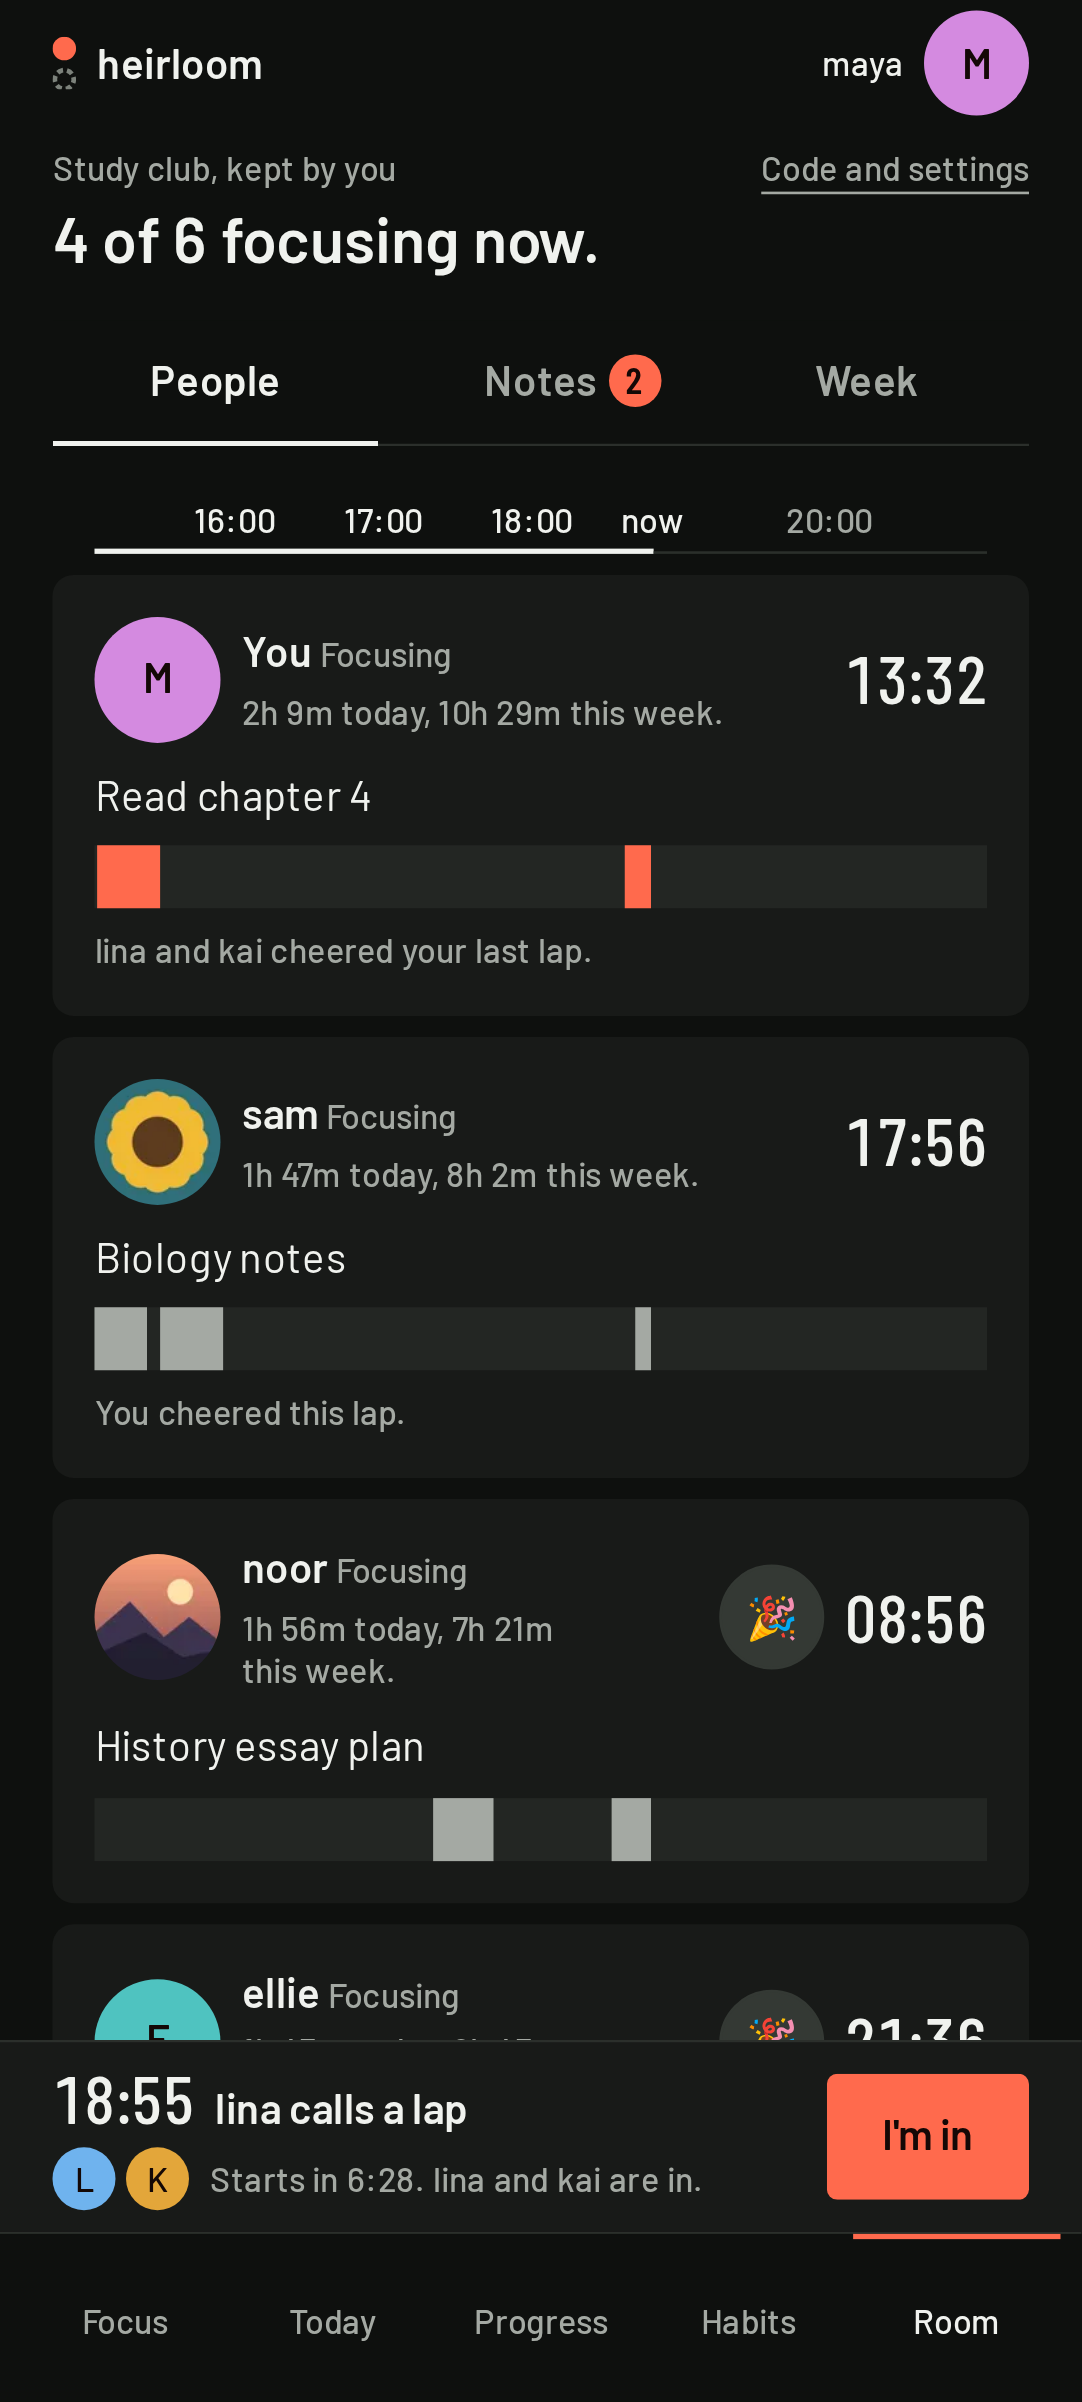 heirloom
maya
M
Study club, kept by you
Code and settings
4 of 6 focusing now.
People
Notes 2
Week
16:00 17:00 18:00 now 20:00
M
You Focusing
2h 9m today, 10h 29m this week.
13:32
Read chapter 4
lina and kai cheered your last lap.
sam Focusing
1h 47m today, 8h 2m this week.
17:56
Biology notes
You cheered this lap.
noor Focusing
1h 56m today, 7h 21m
this week.
08:56
History essay plan
ellie Focusing
21:36
18:55 lina calls a lap
L K Starts in 6:28. lina and kai are in.
I'm in
Focus Today Progress Habits Room